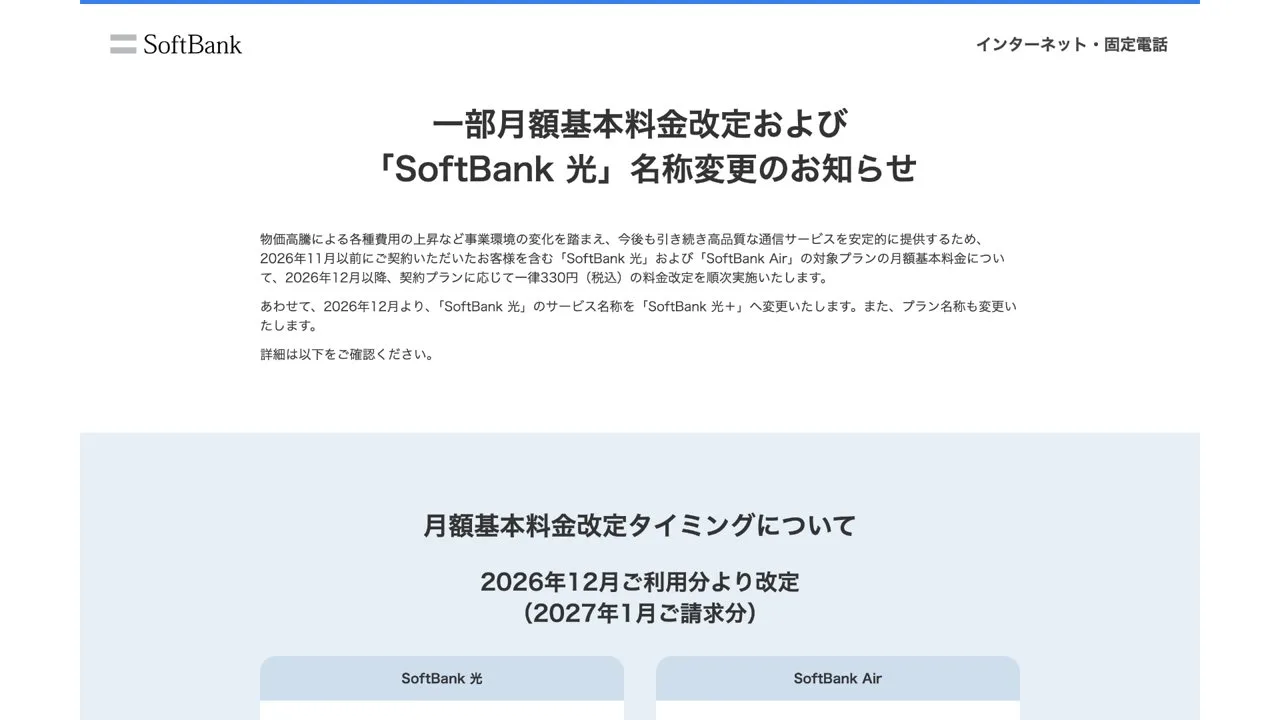 SoftBank
インターネット・固定電話
一部月額基本料金改定および
「SoftBank 光」名称変更のお知らせ
物価高騰による各種費用の上昇など事業環境の変化を踏まえ、今後も引き続き高品質な通信サービスを安定的に提供するため、
2026年11月以前にご契約いただいたお客様を含む「SoftBank 光」および「SoftBank Air」の対象プランの月額基本料金につい
て、2026年12月以降、契約プランに応じて一律330円（税込）の料金改定を順次実施いたします。
あわせて、2026年12月より、「SoftBank 光」のサービス名称を「SoftBank 光＋」へ変更いたします。また、プラン名称も変更い
たします。
詳細は以下をご確認ください。
月額基本料金改定タイミングについて
2026年12月ご利用分より改定
（2027年1月ご請求分）
SoftBank 光
SoftBank Air